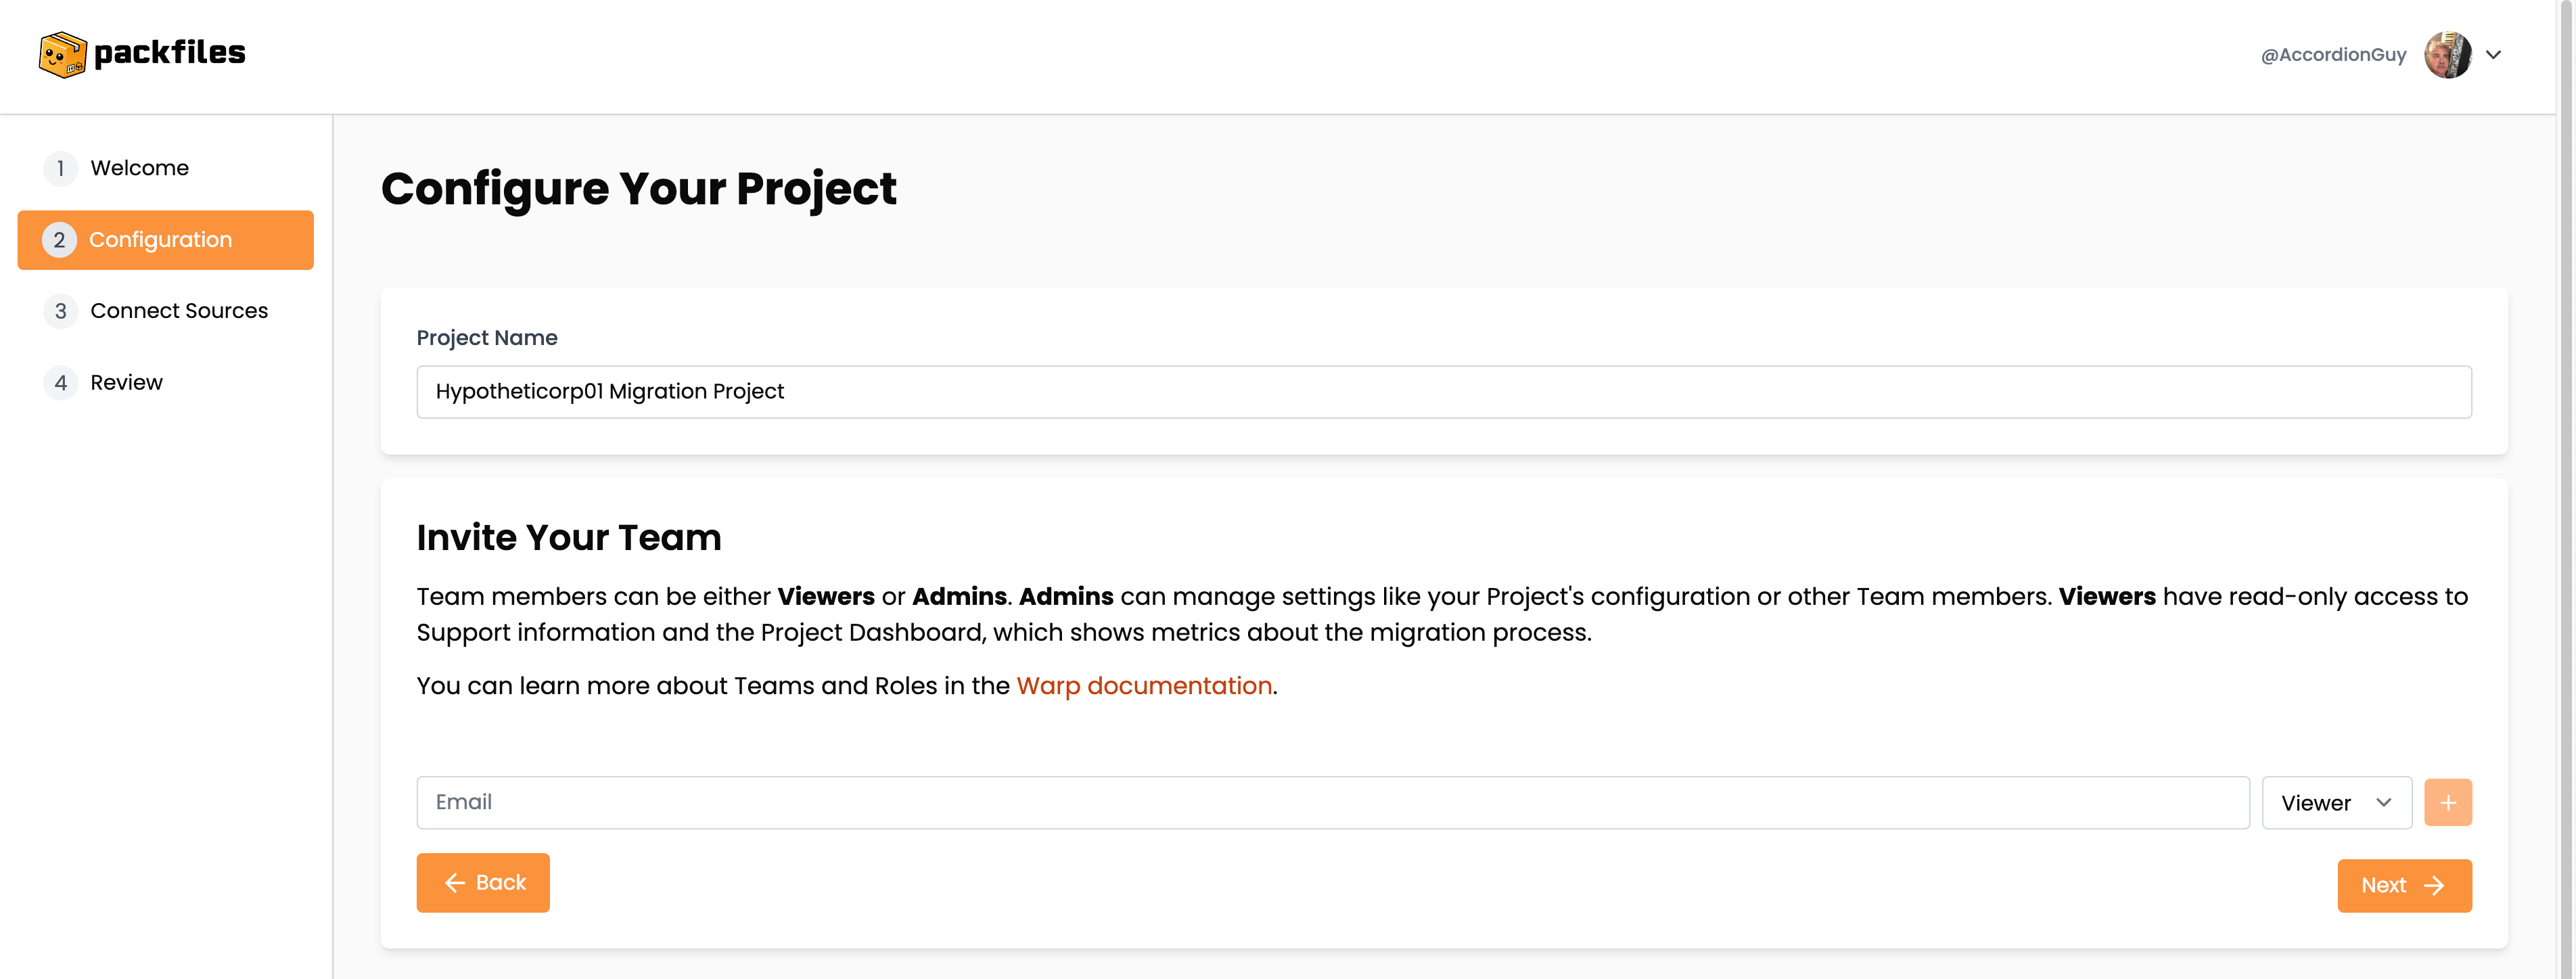 packfiles
@AccordionGuy
1 Welcome
2 Configuration
3 Connect Sources
4 Review
Configure Your Project
Project Name
Hypotheticorp01 Migration Project
Invite Your Team
Team members can be either Viewers or Admins. Admins can manage settings like your Project's configuration or other Team members. Viewers have read-only access to
Support information and the Project Dashboard, which shows metrics about the migration process.
You can learn more about Teams and Roles in the Warp documentation.
Email
Viewer
Back
Next